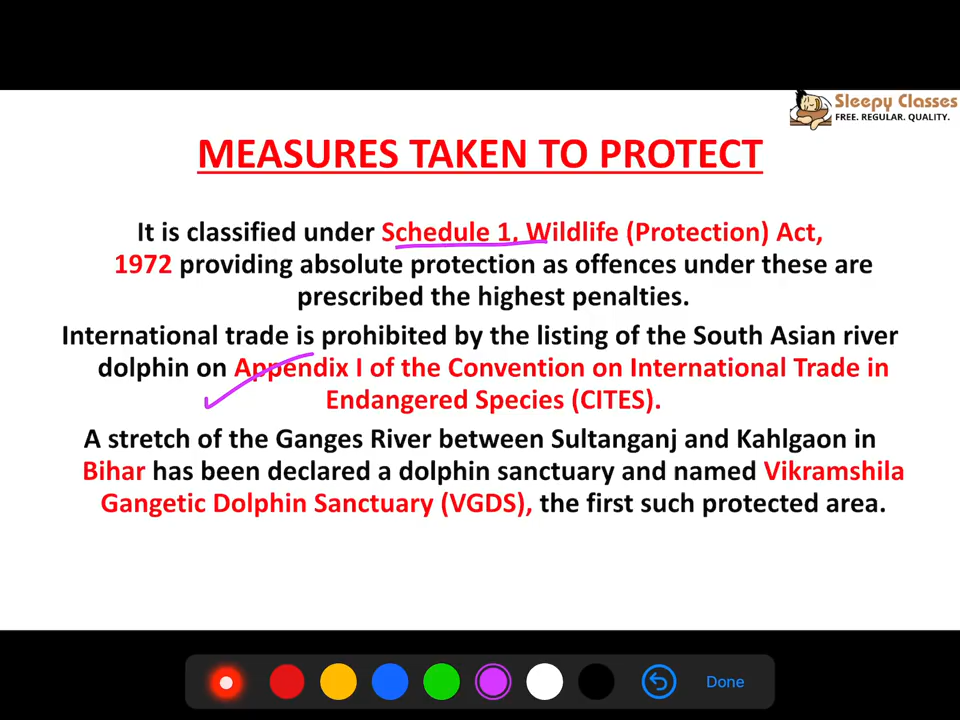 Sleepy Classes
FREE. REGULAR. QUALITY.
MEASURES TAKEN TO PROTECT
It is classified under Schedule 1, Wildlife (Protection) Act,
1972 providing absolute protection as offences under these are
prescribed the highest penalties.
International trade is prohibited by the listing of the South Asian river
dolphin on Appendix I of the Convention on International Trade in
Endangered Species (CITES).
A stretch of the Ganges River between Sultanganj and Kahlgaon in
Bihar has been declared a dolphin sanctuary and named Vikramshila
Gangetic Dolphin Sanctuary (VGDS), the first such protected area.
Done